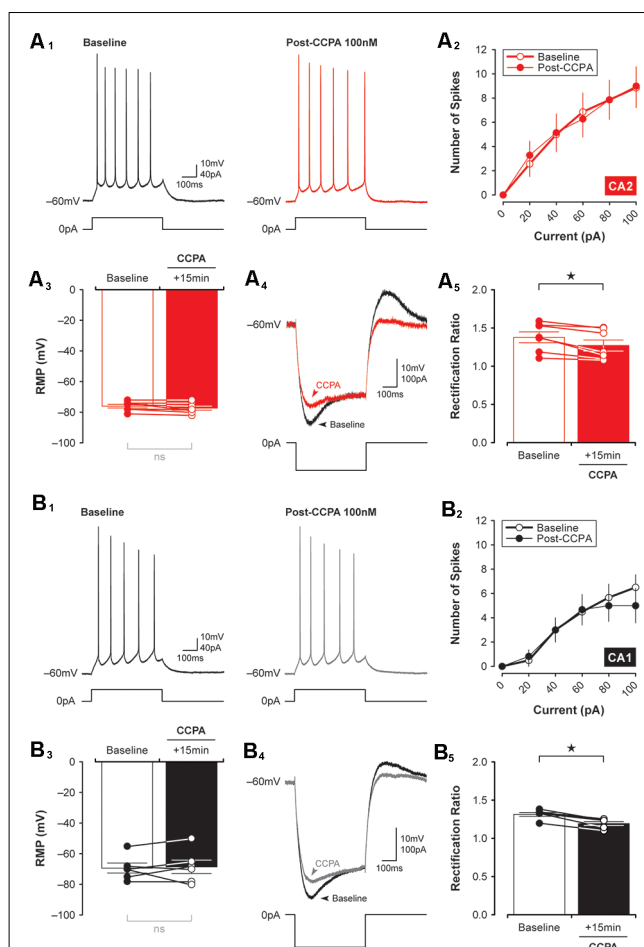 A1
Baseline
Post-CCPA 100nM
10mV
40pA
100ms
–60mV
0pA
A2
Number of Spikes
12
10
8
6
4
2
0
Baseline
Post-CCPA
CA2
0 20 40 60 80 100
Current (pA)
A3
CCPA
Baseline +15min
RMP (mV)
0
–20
–40
–60
–80
–100
ns
A4
–60mV
CCPA
Baseline
10mV
100pA
100ms
0pA
A5
Rectification Ratio
2.0
1.5
1.0
0.5
0.0
★
Baseline +15min
CCPA
B1
Baseline
Post-CCPA 100nM
10mV
40pA
100ms
–60mV
0pA
B2
Number of Spikes
12
10
8
6
4
2
0
Baseline
Post-CCPA
CA1
0 20 40 60 80 100
Current (pA)
B3
CCPA
Baseline +15min
RMP (mV)
0
–20
–40
–60
–80
–100
ns
B4
–60mV
CCPA
Baseline
10mV
100pA
100ms
0pA
B5
Rectification Ratio
2.0
1.5
1.0
0.5
0.0
★
Baseline +15min
CCPA